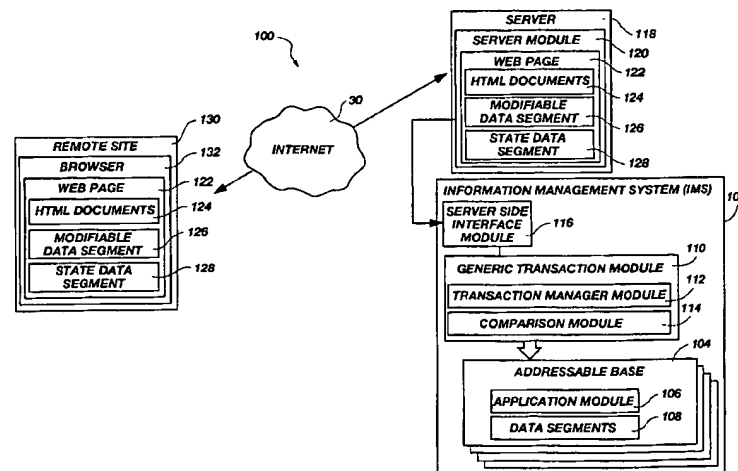 100
30
INTERNET
REMOTE SITE
130
BROWSER
132
WEB PAGE
122
HTML DOCUMENTS
124
MODIFIABLE
DATA SEGMENT
126
STATE DATA
SEGMENT
128
SERVER
118
SERVER MODULE
120
WEB PAGE
122
HTML DOCUMENTS
124
MODIFIABLE
DATA SEGMENT
126
STATE DATA
SEGMENT
128
INFORMATION MANAGEMENT SYSTEM (IMS)
SERVER SIDE
INTERFACE
MODULE
116
GENERIC TRANSACTION MODULE
110
TRANSACTION MANAGER MODULE
112
COMPARISON MODULE
114
104
ADDRESSABLE BASE
APPLICATION MODULE
106
DATA SEGMENTS
108